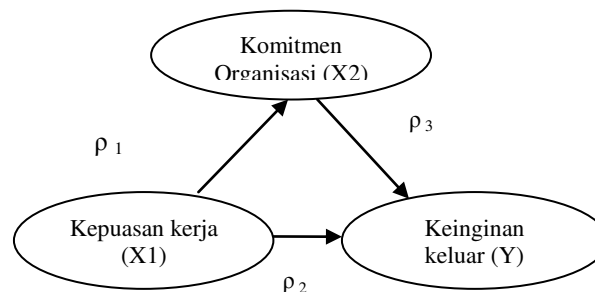 Komitmen
Organisasi (X2)
ρ 3
ρ 1
Kepuasan kerja
(X1)
Keinginan
keluar (Y)
ρ 2